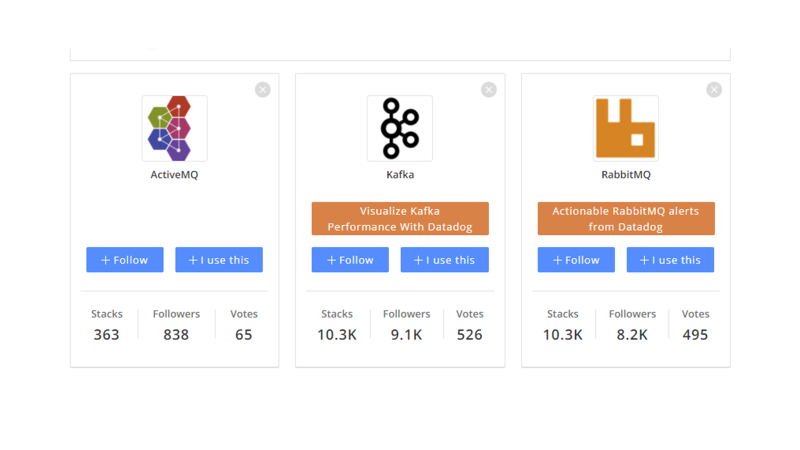 ActiveMQ
+ Follow
+ I use this
Stacks Followers Votes
363 838 65
Kafka
Visualize Kafka
Performance With Datadog
+ Follow
+ I use this
Stacks Followers Votes
10.3K 9.1K 526
RabbitMQ
Actionable RabbitMQ alerts
from Datadog
+ Follow
+ I use this
Stacks Followers Votes
10.3K 8.2K 495